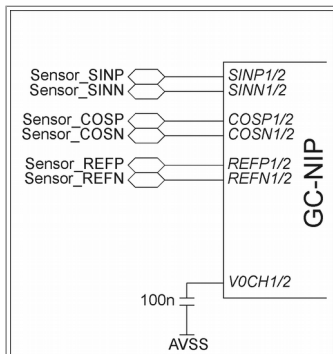 Sensor_SINP SINP1/2
Sensor_SINN SINN1/2
Sensor_COSP COSP1/2
Sensor_COSN COSN1/2
Sensor_REFP REFP1/2
Sensor_REFN REFN1/2
GC-NIP
V0CH1/2
100n
AVSS